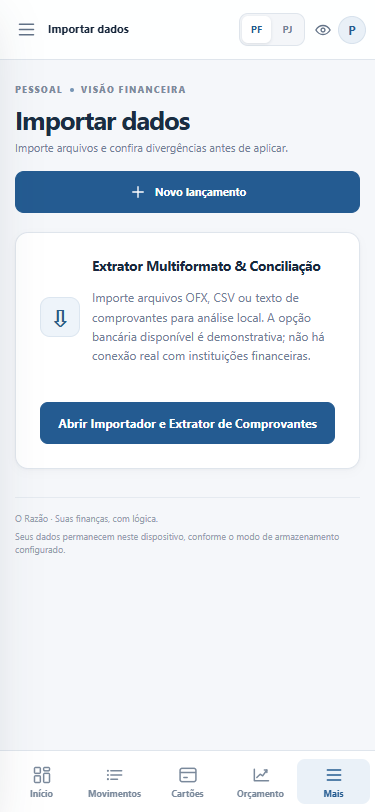 Importar dados
PF PJ P
PESSOAL • VISÃO FINANCEIRA
Importar dados
Importe arquivos e confira divergências antes de aplicar.
Novo lançamento
Extrator Multiformato & Conciliação
Importe arquivos OFX, CSV ou texto de
comprovantes para análise local. A opção
bancária disponível é demonstrativa; não há
conexão real com instituições financeiras.
Abrir Importador e Extrator de Comprovantes
O Razão · Suas finanças, com lógica.
Seus dados permanecem neste dispositivo, conforme o modo de armazenamento
configurado.
Início Movimentos Cartões Orçamento Mais